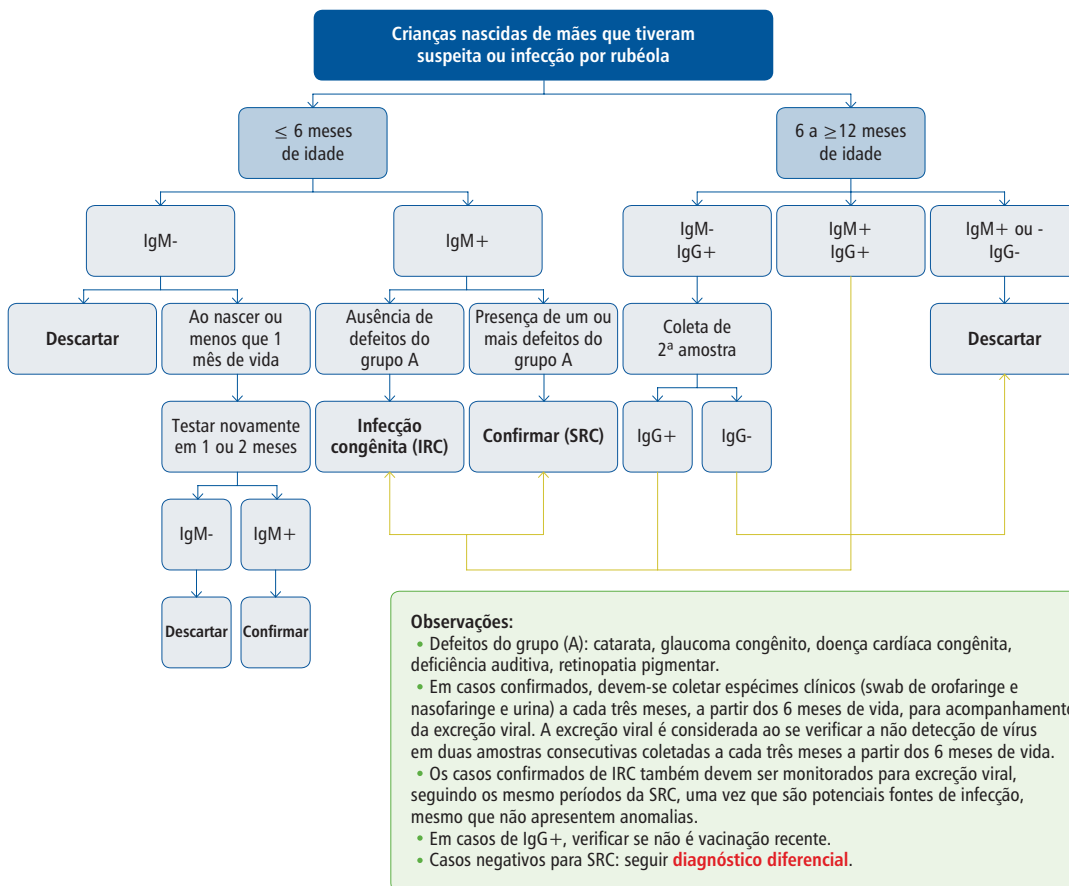 Crianças nascidas de mães que tiveram
suspeita ou infecção por rubéola
≤ 6 meses
de idade
6 a ≥12 meses
de idade
IgM-
IgM+
IgM-
IgG+
IgM+
IgG+
IgM+ ou -
IgG-
Descartar
Ao nascer ou
menos que 1
mês de vida
Ausência de
defeitos do
grupo A
Presença de um ou
mais defeitos do
grupo A
Coleta de
2ª amostra
Descartar
Testar novamente
em 1 ou 2 meses
Infecção
congênita (IRC)
Confirmar (SRC)
IgG+
IgG-
IgM-
IgM+
Descartar
Confirmar
Observações:
• Defeitos do grupo (A): catarata, glaucoma congênito, doença cardíaca congênita,
deficiência auditiva, retinopatia pigmentar.
• Em casos confirmados, devem-se coletar espécimes clínicos (swab de orofaringe e
nasofaringe e urina) a cada três meses, a partir dos 6 meses de vida, para acompanhamento
da excreção viral. A excreção viral é considerada ao se verificar a não detecção de vírus
em duas amostras consecutivas coletadas a cada três meses a partir dos 6 meses de vida.
• Os casos confirmados de IRC também devem ser monitorados para excreção viral,
seguindo os mesmo períodos da SRC, uma vez que são potenciais fontes de infecção,
mesmo que não apresentem anomalias.
• Em casos de IgG+, verificar se não é vacinação recente.
• Casos negativos para SRC: seguir diagnóstico diferencial.